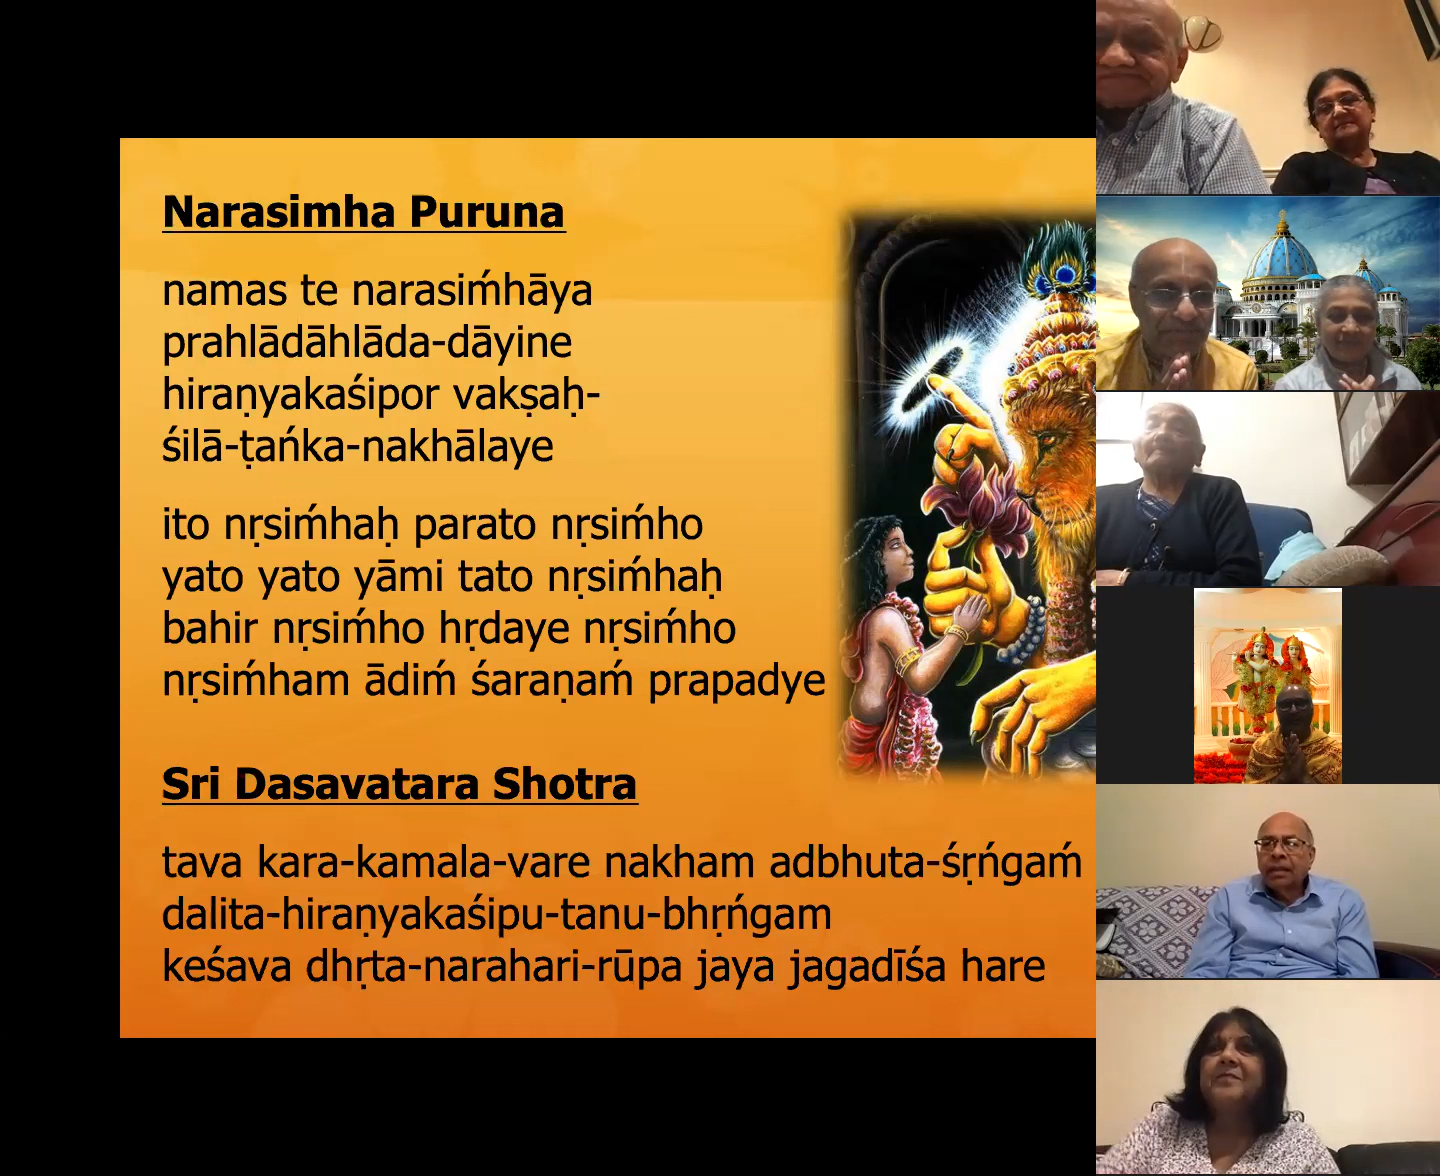 Narasimha Puruna
namas te narasiḿhāya
prahlādāhlāda-dāyine
hiraṇyakaśipor vakṣaḥ-
śilā-ṭańka-nakhālaye
ito nṛsiḿhaḥ parato nṛsiḿho
yato yato yāmi tato nṛsiḿhaḥ
bahir nṛsiḿho hṛdaye nṛsiḿho
nṛsiḿham ādiḿ śaraṇaḿ prapadye
Sri Dasavatara Shotra
tava kara-kamala-vare nakham adbhuta-śṛńgaḿ
dalita-hiraṇyakaśipu-tanu-bhṛńgam
keśava dhṛta-narahari-rūpa jaya jagadīśa hare